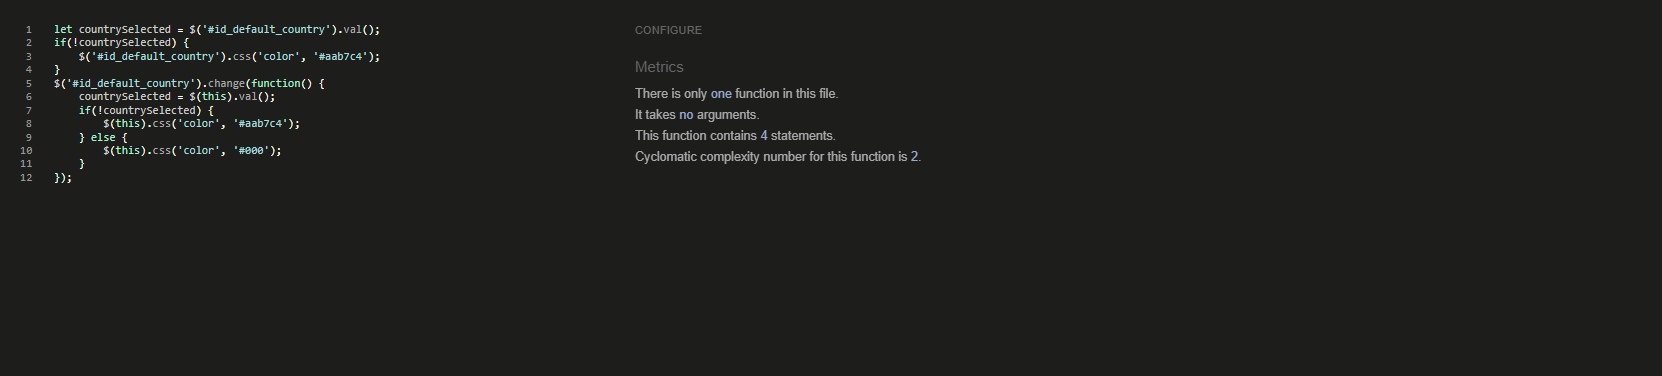 1 let countrySelected = $('#id_default_country').val();
2 if(!countrySelected) {
3     $('#id_default_country').css('color', '#aab7c4');
4 }
5 $('#id_default_country').change(function() {
6     countrySelected = $(this).val();
7     if(!countrySelected) {
8         $(this).css('color', '#aab7c4');
9     } else {
10         $(this).css('color', '#000');
11     }
12 });
CONFIGURE
Metrics
There is only one function in this file.
It takes no arguments.
This function contains 4 statements.
Cyclomatic complexity number for this function is 2.